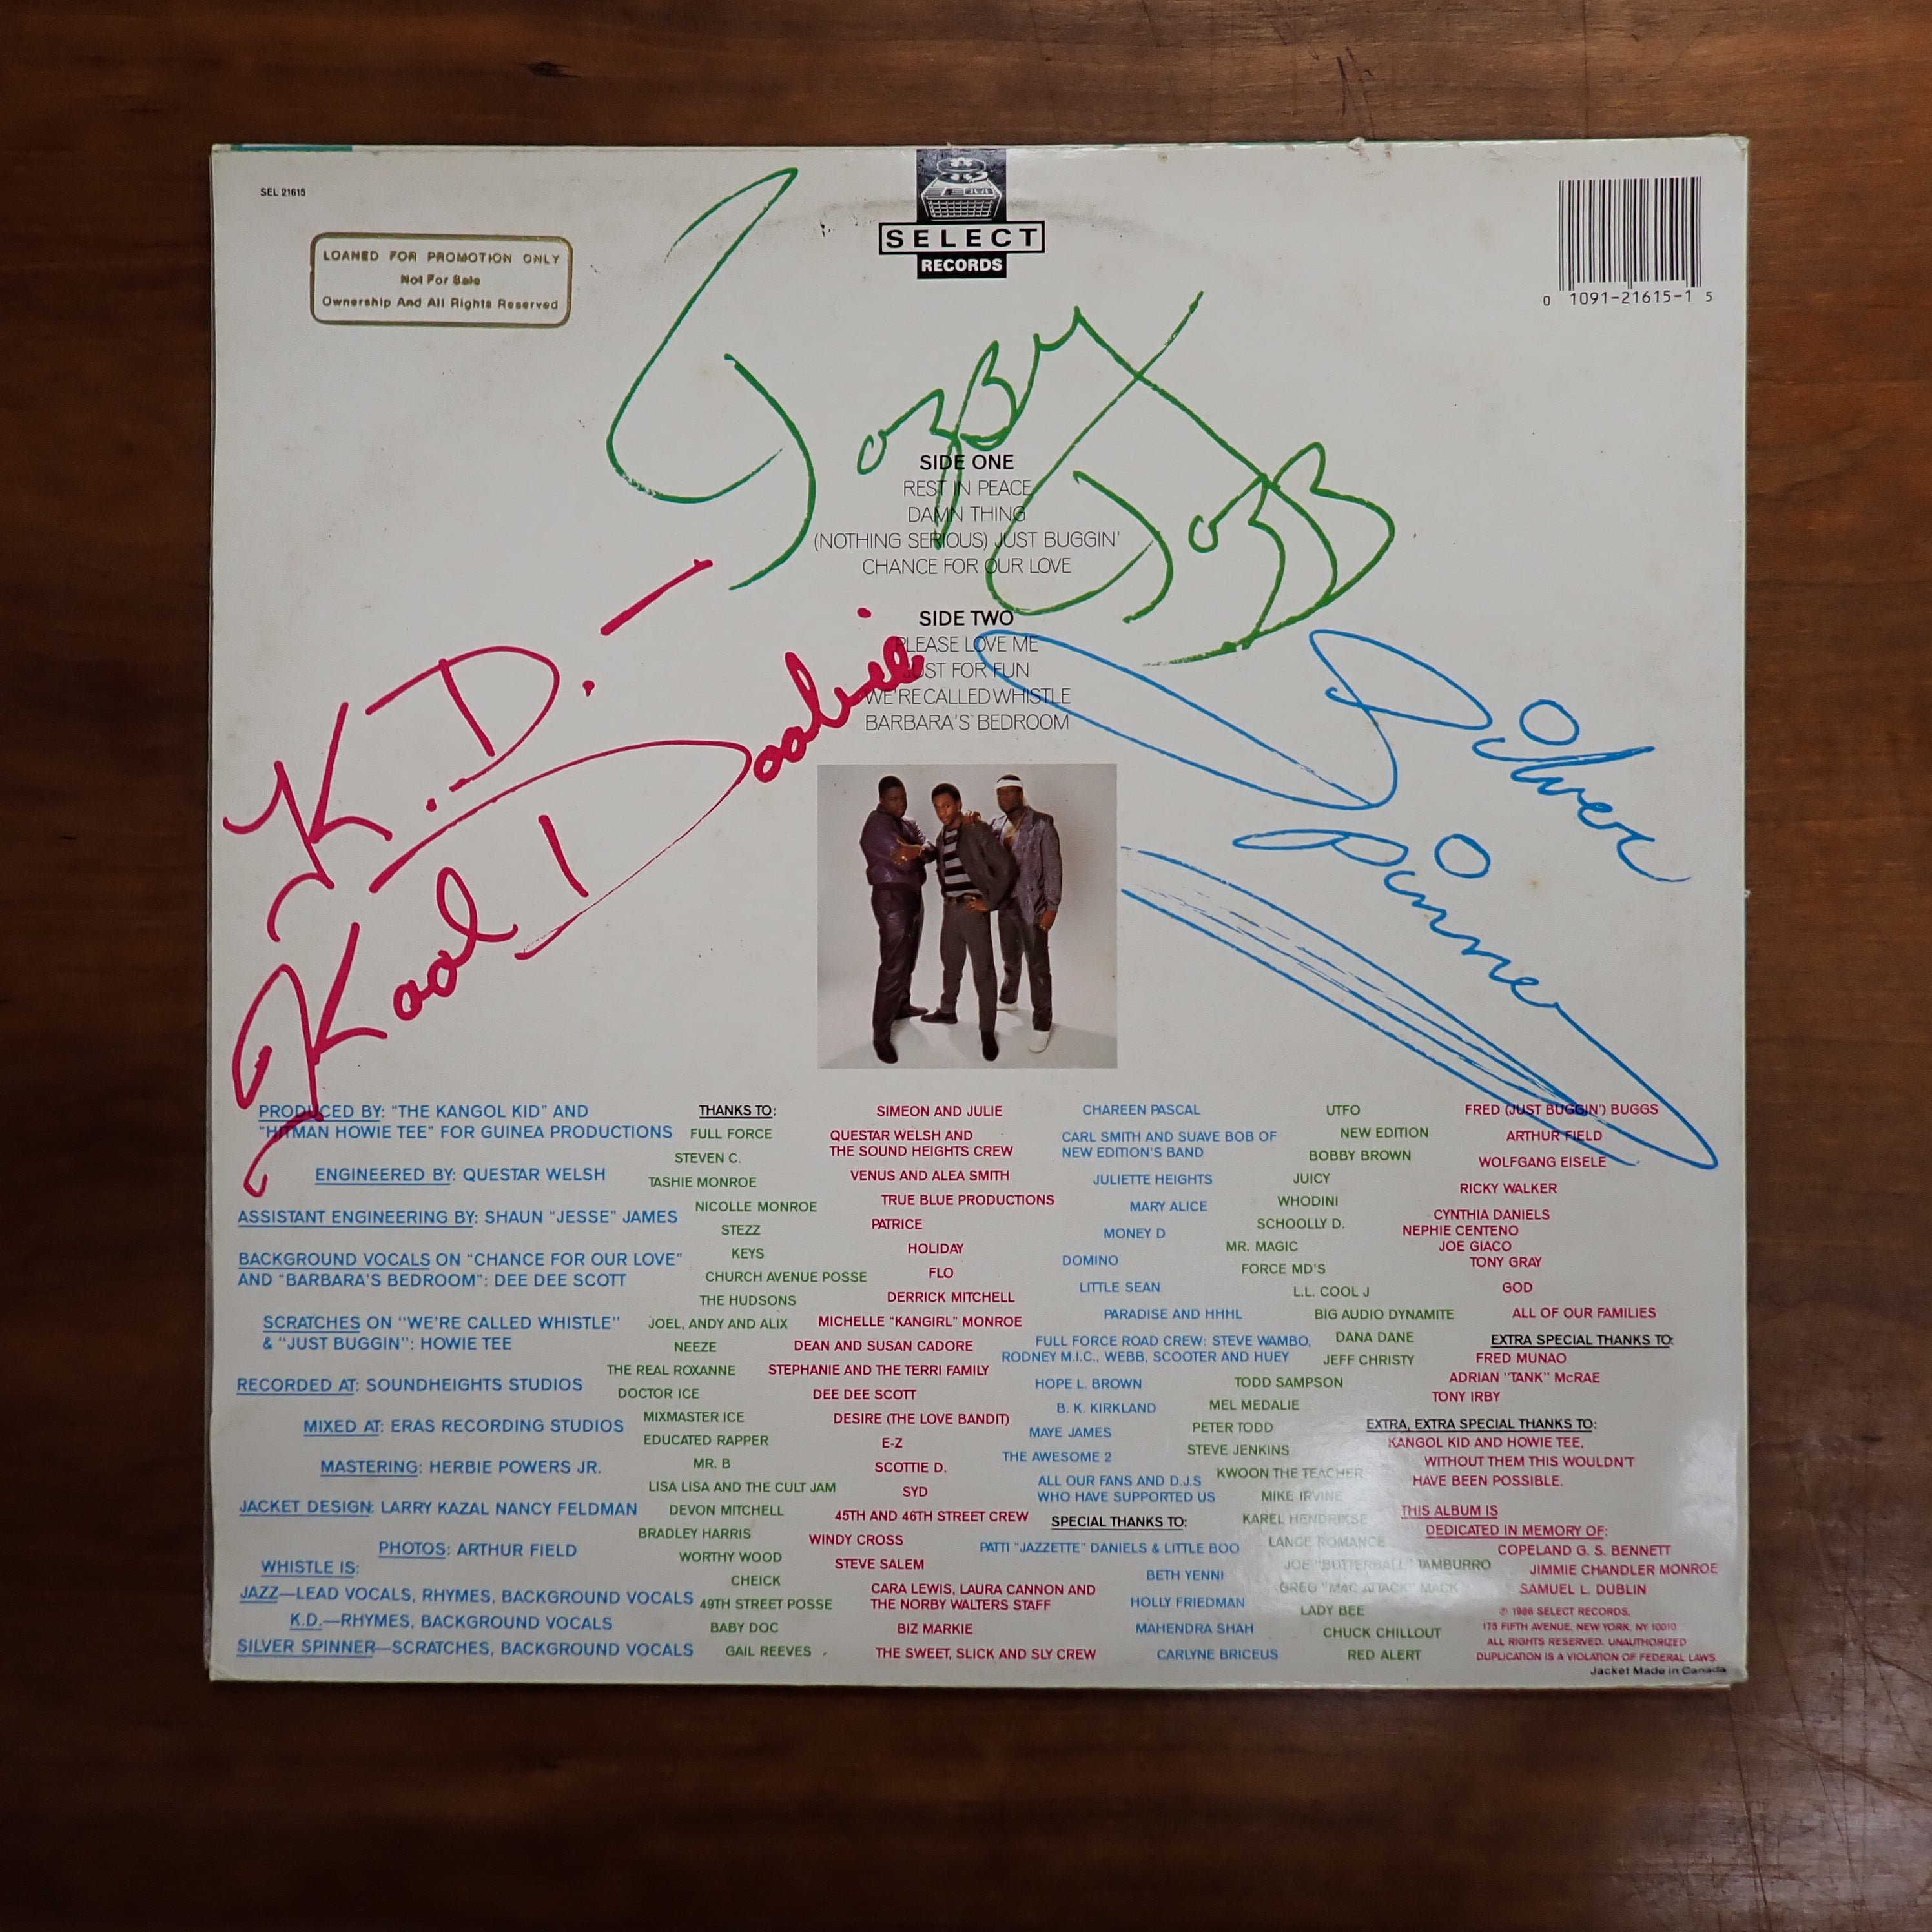 SEL 21615
LOANED FOR PROMOTION ONLY
Not For Sale
Ownership And All Rights Reserved
SELECT
RECORDS
0 1091-21615-1 5
Jazzy
Jazz
K.D. –
Kool Doobie
Silver
Spinner
SIDE ONE
REST IN PEACE
DAMN THING
(NOTHING SERIOUS) JUST BUGGIN'
CHANCE FOR OUR LOVE
SIDE TWO
PLEASE LOVE ME
JUST FOR FUN
WE'RE CALLED WHISTLE
BARBARA'S BEDROOM
PRODUCED BY: "THE KANGOL KID" AND
"HITMAN HOWIE TEE" FOR GUINEA PRODUCTIONS
ENGINEERED BY: QUESTAR WELSH
ASSISTANT ENGINEERING BY: SHAUN "JESSE" JAMES
BACKGROUND VOCALS ON "CHANCE FOR OUR LOVE"
AND "BARBARA'S BEDROOM": DEE DEE SCOTT
SCRATCHES ON "WE'RE CALLED WHISTLE"
& "JUST BUGGIN": HOWIE TEE
RECORDED AT: SOUNDHEIGHTS STUDIOS
MIXED AT: ERAS RECORDING STUDIOS
MASTERING: HERBIE POWERS JR.
JACKET DESIGN: LARRY KAZAL NANCY FELDMAN
PHOTOS: ARTHUR FIELD
WHISTLE IS:
JAZZ—LEAD VOCALS, RHYMES, BACKGROUND VOCALS
K.D.—RHYMES, BACKGROUND VOCALS
SILVER SPINNER—SCRATCHES, BACKGROUND VOCALS
THANKS TO:
FULL FORCE
STEVEN C.
TASHIE MONROE
NICOLLE MONROE
STEZZ
KEYS
CHURCH AVENUE POSSE
THE HUDSONS
JOEL, ANDY AND ALIX
NEEZE
THE REAL ROXANNE
DOCTOR ICE
MIXMASTER ICE
EDUCATED RAPPER
MR. B
LISA LISA AND THE CULT JAM
DEVON MITCHELL
BRADLEY HARRIS
WORTHY WOOD
CHEICK
49TH STREET POSSE
BABY DOC
GAIL REEVES
SIMEON AND JULIE
QUESTAR WELSH AND
THE SOUND HEIGHTS CREW
VENUS AND ALEA SMITH
TRUE BLUE PRODUCTIONS
PATRICE
HOLIDAY
FLO
DERRICK MITCHELL
MICHELLE "KANGIRL" MONROE
DEAN AND SUSAN CADORE
STEPHANIE AND THE TERRI FAMILY
DEE DEE SCOTT
DESIRE (THE LOVE BANDIT)
E-Z
SCOTTIE D.
SYD
45TH AND 46TH STREET CREW
WINDY CROSS
STEVE SALEM
CARA LEWIS, LAURA CANNON AND
THE NORBY WALTERS STAFF
BIZ MARKIE
THE SWEET, SLICK AND SLY CREW
CHAREEN PASCAL
CARL SMITH AND SUAVE BOB OF
NEW EDITION'S BAND
JULIETTE HEIGHTS
MARY ALICE
MONEY D
DOMINO
LITTLE SEAN
PARADISE AND HHHL
FULL FORCE ROAD CREW: STEVE WAMBO,
RODNEY M.I.C., WEBB, SCOOTER AND HUEY
HOPE L. BROWN
B. K. KIRKLAND
MAYE JAMES
THE AWESOME 2
ALL OUR FANS AND D.J.S
WHO HAVE SUPPORTED US
SPECIAL THANKS TO:
PATTI "JAZZETTE" DANIELS & LITTLE BOO
BETH YENNI
HOLLY FRIEDMAN
MAHENDRA SHAH
CARLYNE BRICEUS
UTFO
NEW EDITION
BOBBY BROWN
JUICY
WHODINI
SCHOOLLY D.
MR. MAGIC
FORCE MD'S
L.L. COOL J
BIG AUDIO DYNAMITE
DANA DANE
JEFF CHRISTY
TODD SAMPSON
MEL MEDALIE
PETER TODD
STEVE JENKINS
KWOON THE TEACHER
MIKE IRVINE
KAREL HENDRIKSE
LANCE ROMANCE
JOE "BUTTERBALL" TAMBURRO
GREG "MAC ATTACK" MACK
LADY BEE
CHUCK CHILLOUT
RED ALERT
FRED (JUST BUGGIN') BUGGS
ARTHUR FIELD
WOLFGANG EISELE
RICKY WALKER
CYNTHIA DANIELS
NEPHIE CENTENO
JOE GIACO
TONY GRAY
GOD
ALL OF OUR FAMILIES
EXTRA SPECIAL THANKS TO:
FRED MUNAO
ADRIAN "TANK" McRAE
TONY IRBY
EXTRA, EXTRA SPECIAL THANKS TO:
KANGOL KID AND HOWIE TEE,
WITHOUT THEM THIS WOULDN'T
HAVE BEEN POSSIBLE.
THIS ALBUM IS
DEDICATED IN MEMORY OF:
COPELAND G. S. BENNETT
JIMMIE CHANDLER MONROE
SAMUEL L. DUBLIN
℗ 1986 SELECT RECORDS,
175 FIFTH AVENUE, NEW YORK, NY 10010
ALL RIGHTS RESERVED. UNAUTHORIZED
DUPLICATION IS A VIOLATION OF FEDERAL LAWS.
Jacket Made in Canada